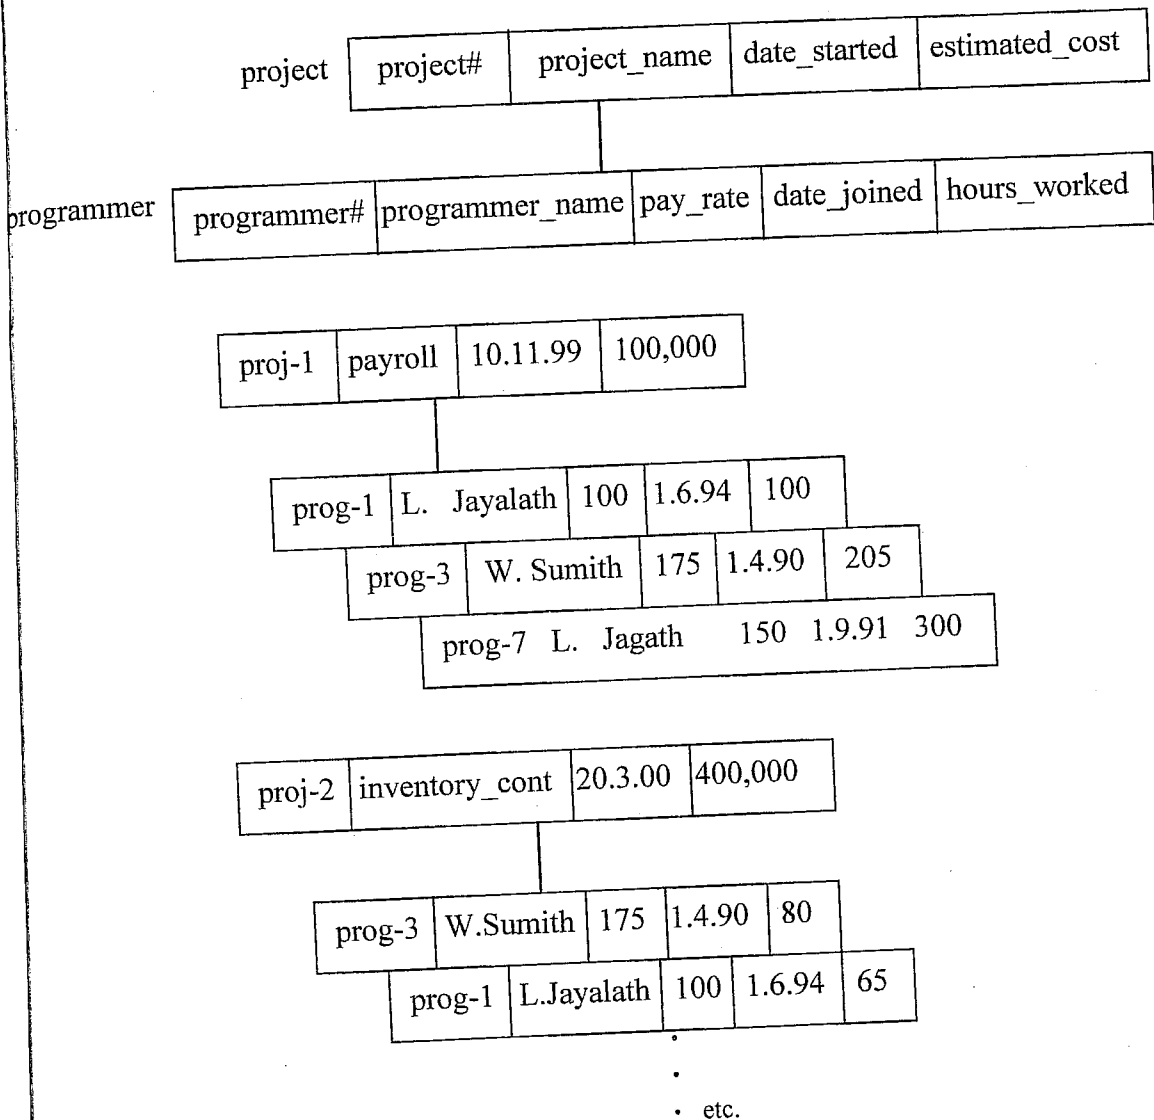 project project# project_name date_started estimated_cost
programmer programmer# programmer_name pay_rate date_joined hours_worked
proj-1 payroll 10.11.99 100,000
prog-1 L. Jayalath 100 1.6.94 100
prog-3 W. Sumith 175 1.4.90 205
prog-7 L. Jagath 150 1.9.91 300
proj-2 inventory_cont 20.3.00 400,000
prog-3 W.Sumith 175 1.4.90 80
prog-1 L.Jayalath 100 1.6.94 65
etc.